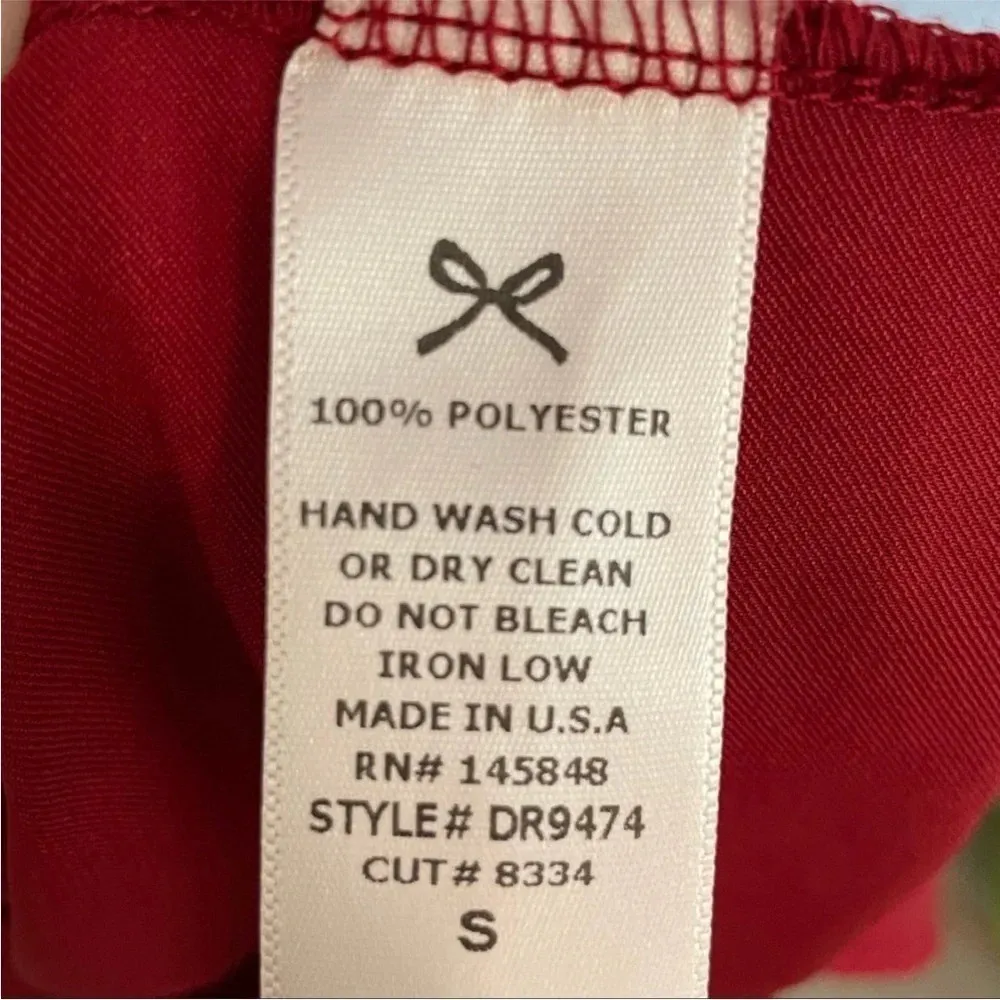 100% POLYESTER
HAND WASH COLD
OR DRY CLEAN
DO NOT BLEACH
IRON LOW
MADE IN U.S.A
RN# 145848
STYLE# DR9474
CUT# 8334
S